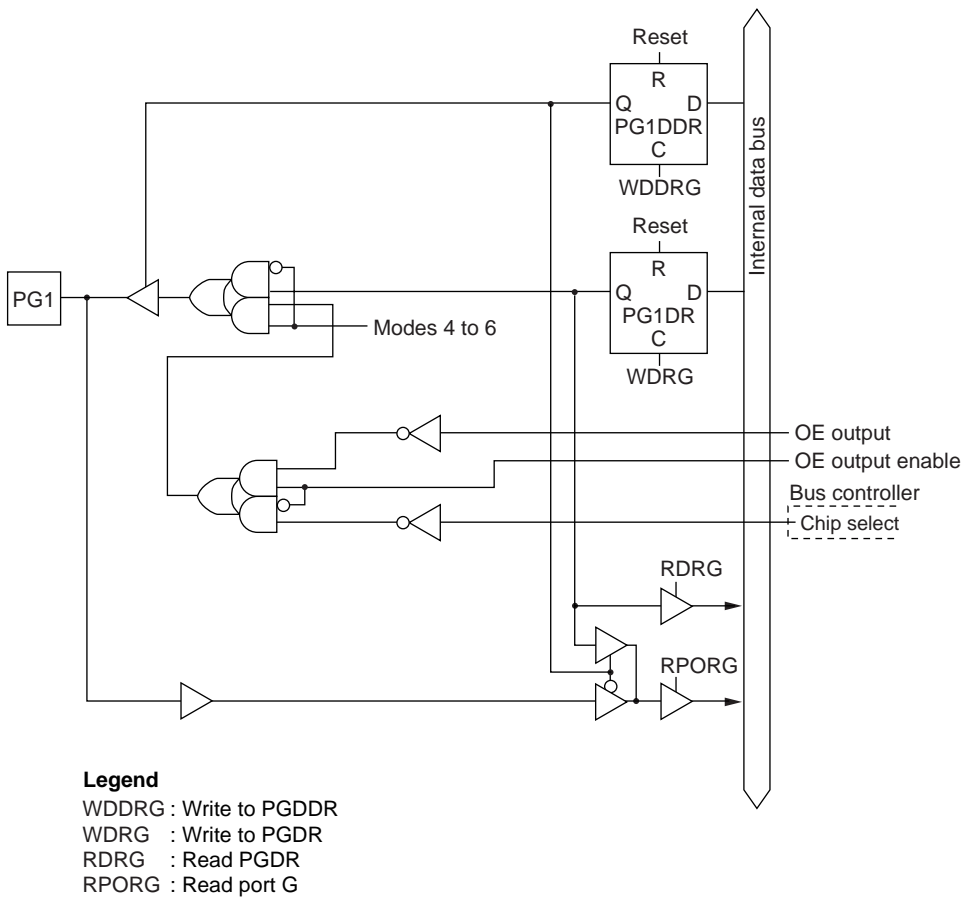 Reset
R
Q D
PG1DDR
C
WDDRG
Internal data bus
Reset
R
PG1
Q D
PG1DR
C
Modes 4 to 6
WDRG
OE output
OE output enable
Bus controller
Chip select
RDRG
RPORG
Legend
WDDRG : Write to PGDDR
WDRG : Write to PGDR
RDRG : Read PGDR
RPORG : Read port G